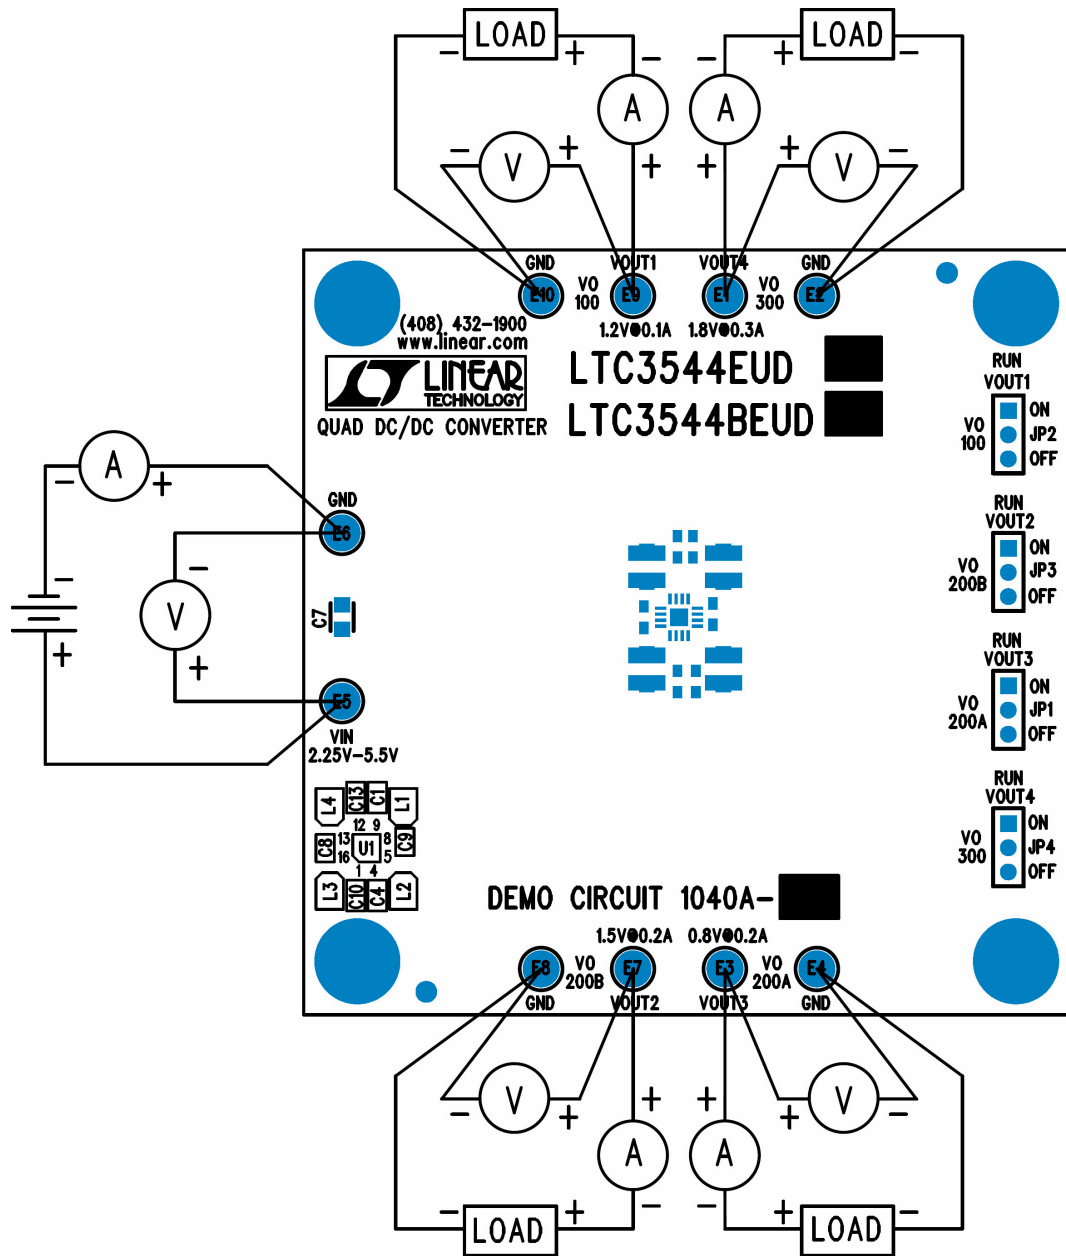 LOAD
LOAD
- + - - + -
A
A
- V + + + + V -
GND VOUT1 VOUT4 GND
E10 VO 100 E9 E1 VO 300 E2
1.2V@0.1A 1.8V@0.3A
(408) 432-1900
www.linear.com
LINEAR
TECHNOLOGY
QUAD DC/DC CONVERTER
LTC3544EUD
LTC3544BEUD
RUN
VOUT1
VO
100
ON
JP2
OFF
A
- +
GND
E6
-
V
+
-
+
C7
E5
VIN
2.25V-5.5V
RUN
VOUT2
VO
200B
ON
JP3
OFF
RUN
VOUT3
VO
200A
ON
JP1
OFF
RUN
VOUT4
VO
300
ON
JP4
OFF
L4 C13 C1 L1
12 9
C8 13 U1 8 C9
16 5
1 4
L3 C10 C4 L2
DEMO CIRCUIT 1040A-
1.5V@0.2A 0.8V@0.2A
E8 VO 200B E7 E3 VO 200A E4
GND VOUT2 VOUT3 GND
- V + + + + V -
A
A
- + - - + -
LOAD
LOAD